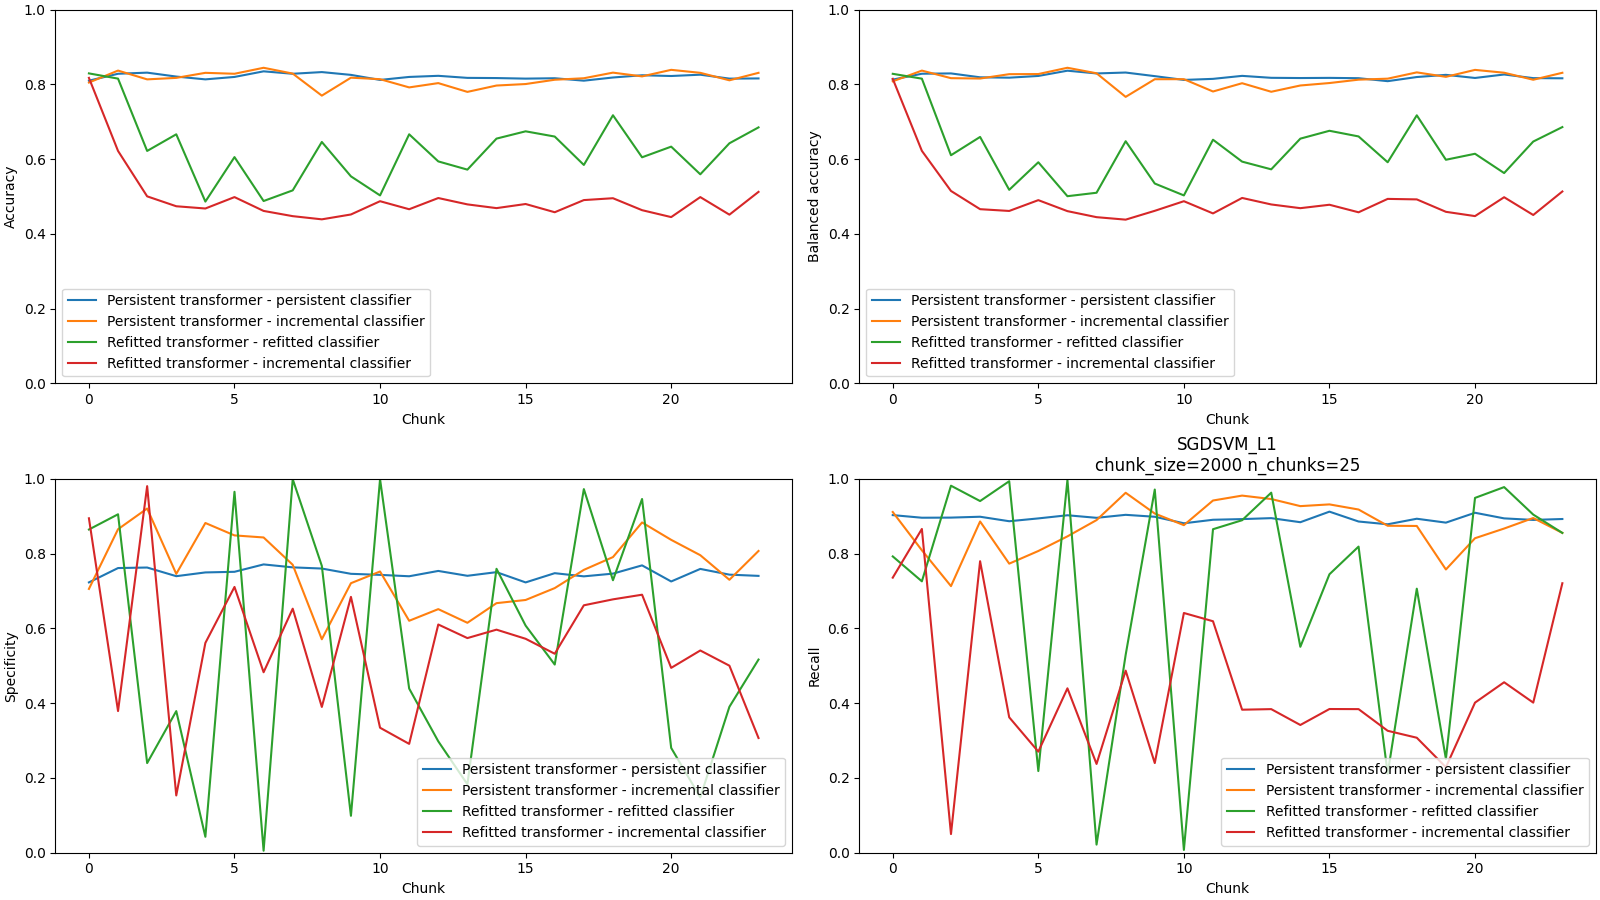 1.0
0.8
0.6
0.4
0.2
0.0
Accuracy
Persistent transformer - persistent classifier
Persistent transformer - incremental classifier
Refitted transformer - refitted classifier
Refitted transformer - incremental classifier
0 5 10 15 20
Chunk
1.0
0.8
0.6
0.4
0.2
0.0
Balanced accuracy
Persistent transformer - persistent classifier
Persistent transformer - incremental classifier
Refitted transformer - refitted classifier
Refitted transformer - incremental classifier
0 5 10 15 20
Chunk
1.0
0.8
0.6
0.4
0.2
0.0
Specificity
Persistent transformer - persistent classifier
Persistent transformer - incremental classifier
Refitted transformer - refitted classifier
Refitted transformer - incremental classifier
0 5 10 15 20
Chunk
SGDSVM_L1
chunk_size=2000 n_chunks=25
1.0
0.8
0.6
0.4
0.2
0.0
Recall
Persistent transformer - persistent classifier
Persistent transformer - incremental classifier
Refitted transformer - refitted classifier
Refitted transformer - incremental classifier
0 5 10 15 20
Chunk